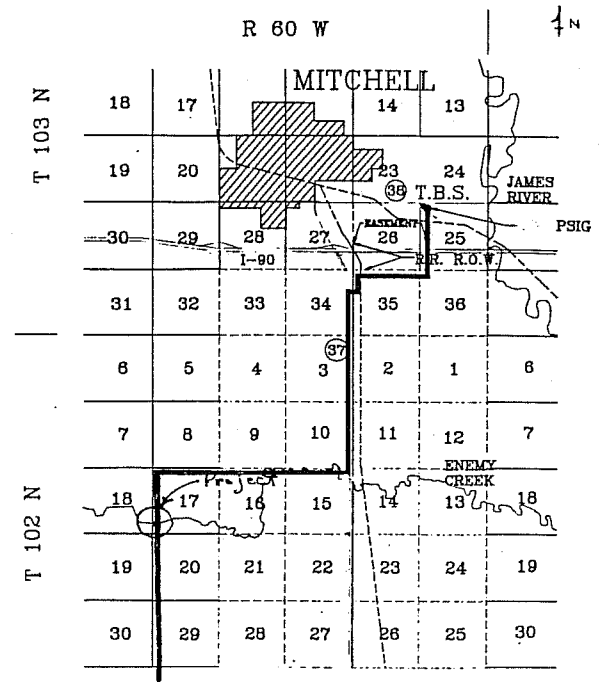 R 60 W
N
MITCHELL
T 103 N
18 17 14 13
19 20 23 24
38 T.B.S.
JAMES
RIVER
PSIG
EASEMENT
30 29 28 27 26 25
I-90
R.R. R.O.W.
31 32 33 34 35 36
37
6 5 4 3 2 1 6
7 8 9 10 11 12 7
ENEMY
CREEK
Project
T 102 N
18 17 16 15 14 13 18
19 20 21 22 23 24 19
30 29 28 27 26 25 30